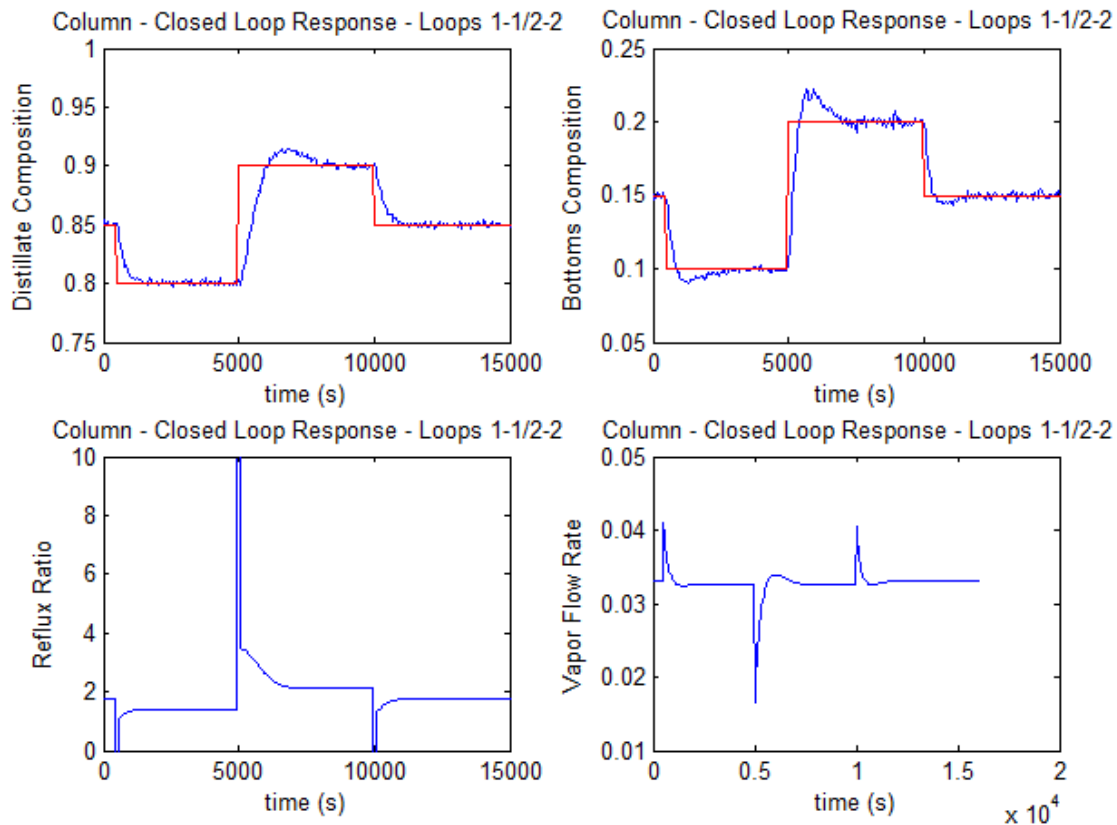 Column - Closed Loop Response - Loops 1-1/2-2
1
0.95
0.9
0.85
0.8
0.75
Distillate Composition
0 5000 10000 15000
time (s)
Column - Closed Loop Response - Loops 1-1/2-2
0.25
0.2
0.15
0.1
0.05
Bottoms Composition
0 5000 10000 15000
time (s)
Column - Closed Loop Response - Loops 1-1/2-2
10
8
6
4
2
0
Reflux Ratio
0 5000 10000 15000
time (s)
Column - Closed Loop Response - Loops 1-1/2-2
0.05
0.04
0.03
0.02
0.01
Vapor Flow Rate
0 0.5 1 1.5 2
time (s)
x 10⁴